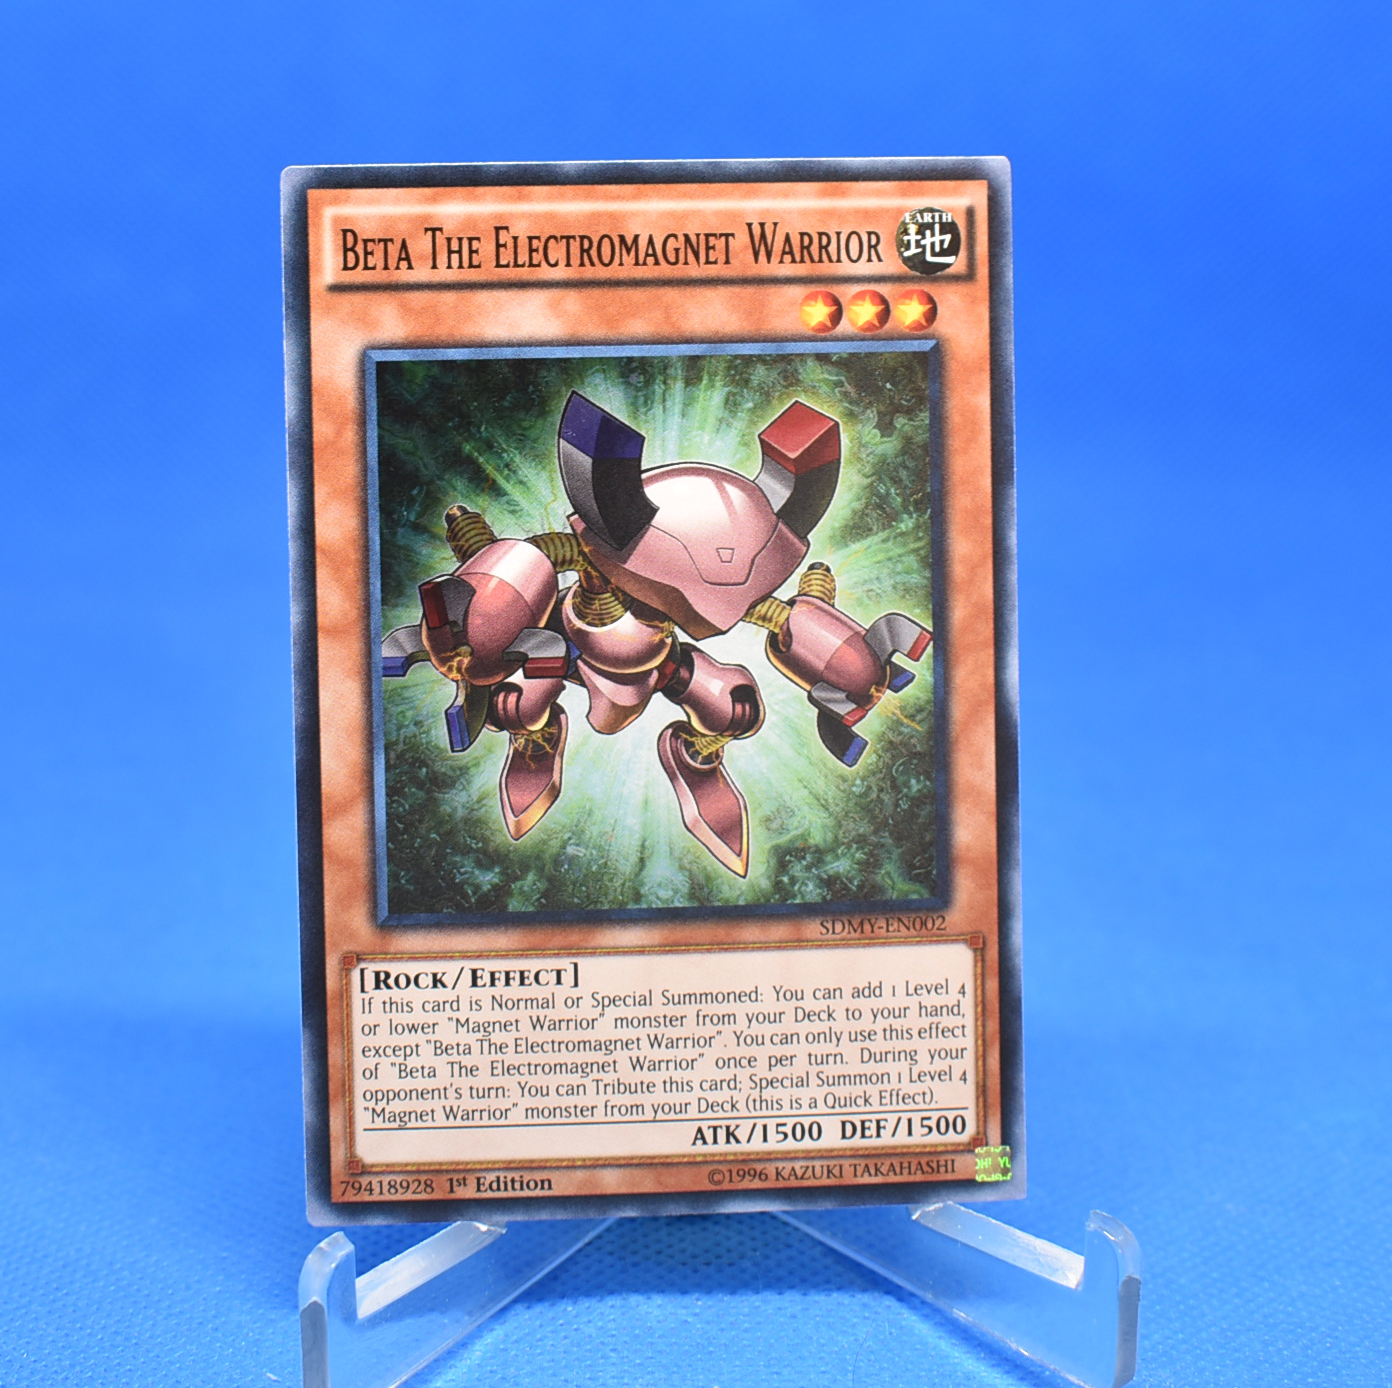 BETA THE ELECTROMAGNET WARRIOR
EARTH
地
SDMY-EN002
[ROCK/EFFECT]
If this card is Normal or Special Summoned: You can add 1 Level 4
or lower "Magnet Warrior" monster from your Deck to your hand,
except "Beta The Electromagnet Warrior". You can only use this effect
of "Beta The Electromagnet Warrior" once per turn. During your
opponent's turn: You can Tribute this card; Special Summon 1 Level 4
"Magnet Warrior" monster from your Deck (this is a Quick Effect).
ATK/1500 DEF/1500
79418928 1st Edition
©1996 KAZUKI TAKAHASHI